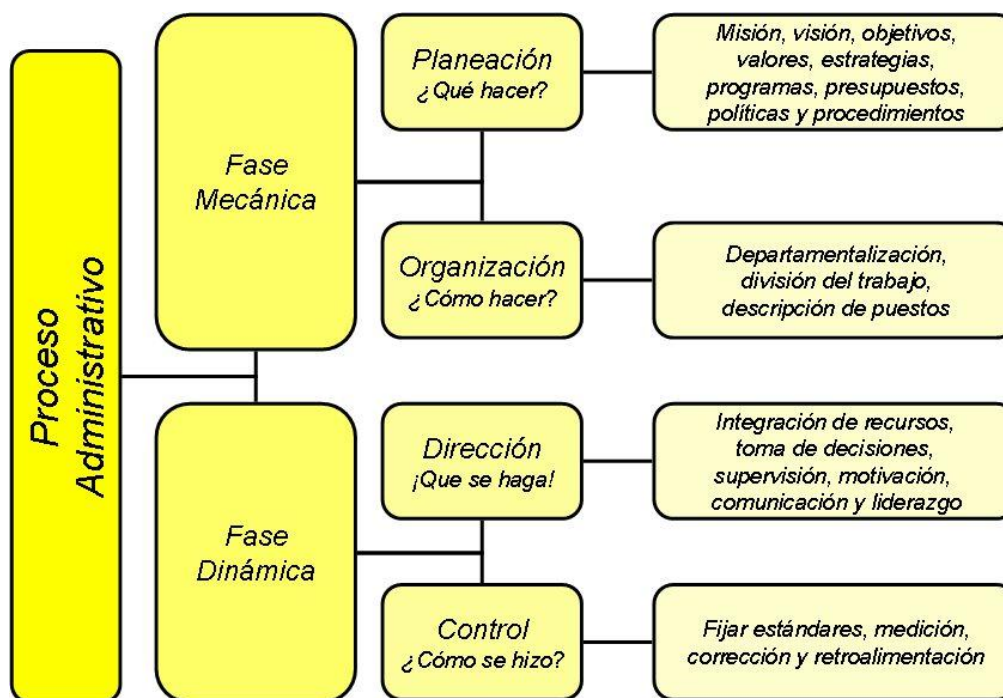 Proceso
Administrativo
Fase
Mecánica
Planeación
¿Qué hacer?
Misión, visión, objetivos,
valores, estrategias,
programas, presupuestos,
políticas y procedimientos
Organización
¿Cómo hacer?
Departamentalización,
división del trabajo,
descripción de puestos
Fase
Dinámica
Dirección
¡Que se haga!
Integración de recursos,
toma de decisiones,
supervisión, motivación,
comunicación y liderazgo
Control
¿Cómo se hizo?
Fijar estándares, medición,
corrección y retroalimentación